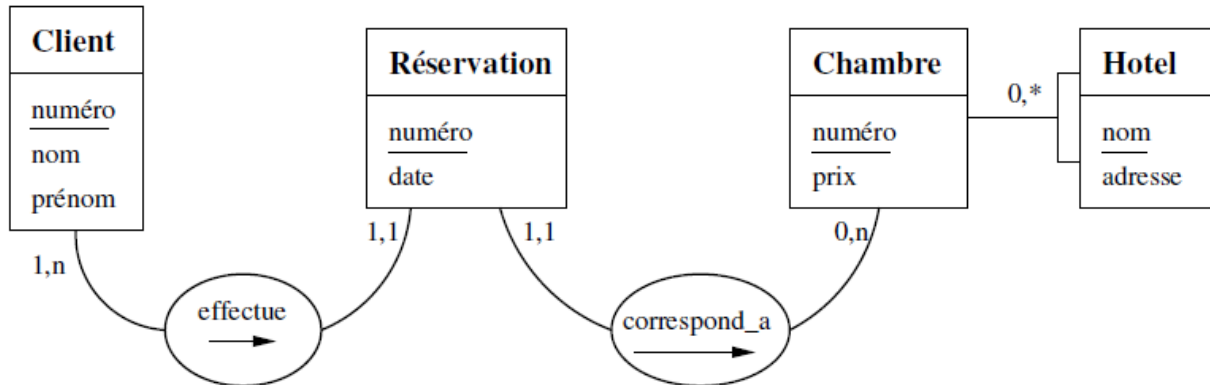 Client
numéro
nom
prénom
1,n
effectue
Réservation
numéro
date
1,1
1,1
correspond_a
Chambre
numéro
prix
0,n
0,*
Hotel
nom
adresse